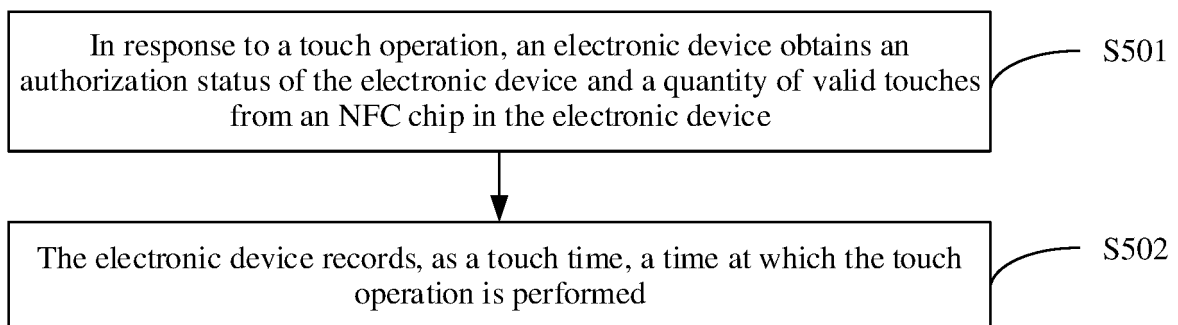 In response to a touch operation, an electronic device obtains an
authorization status of the electronic device and a quantity of valid touches
from an NFC chip in the electronic device
S501
The electronic device records, as a touch time, a time at which the touch
operation is performed
S502